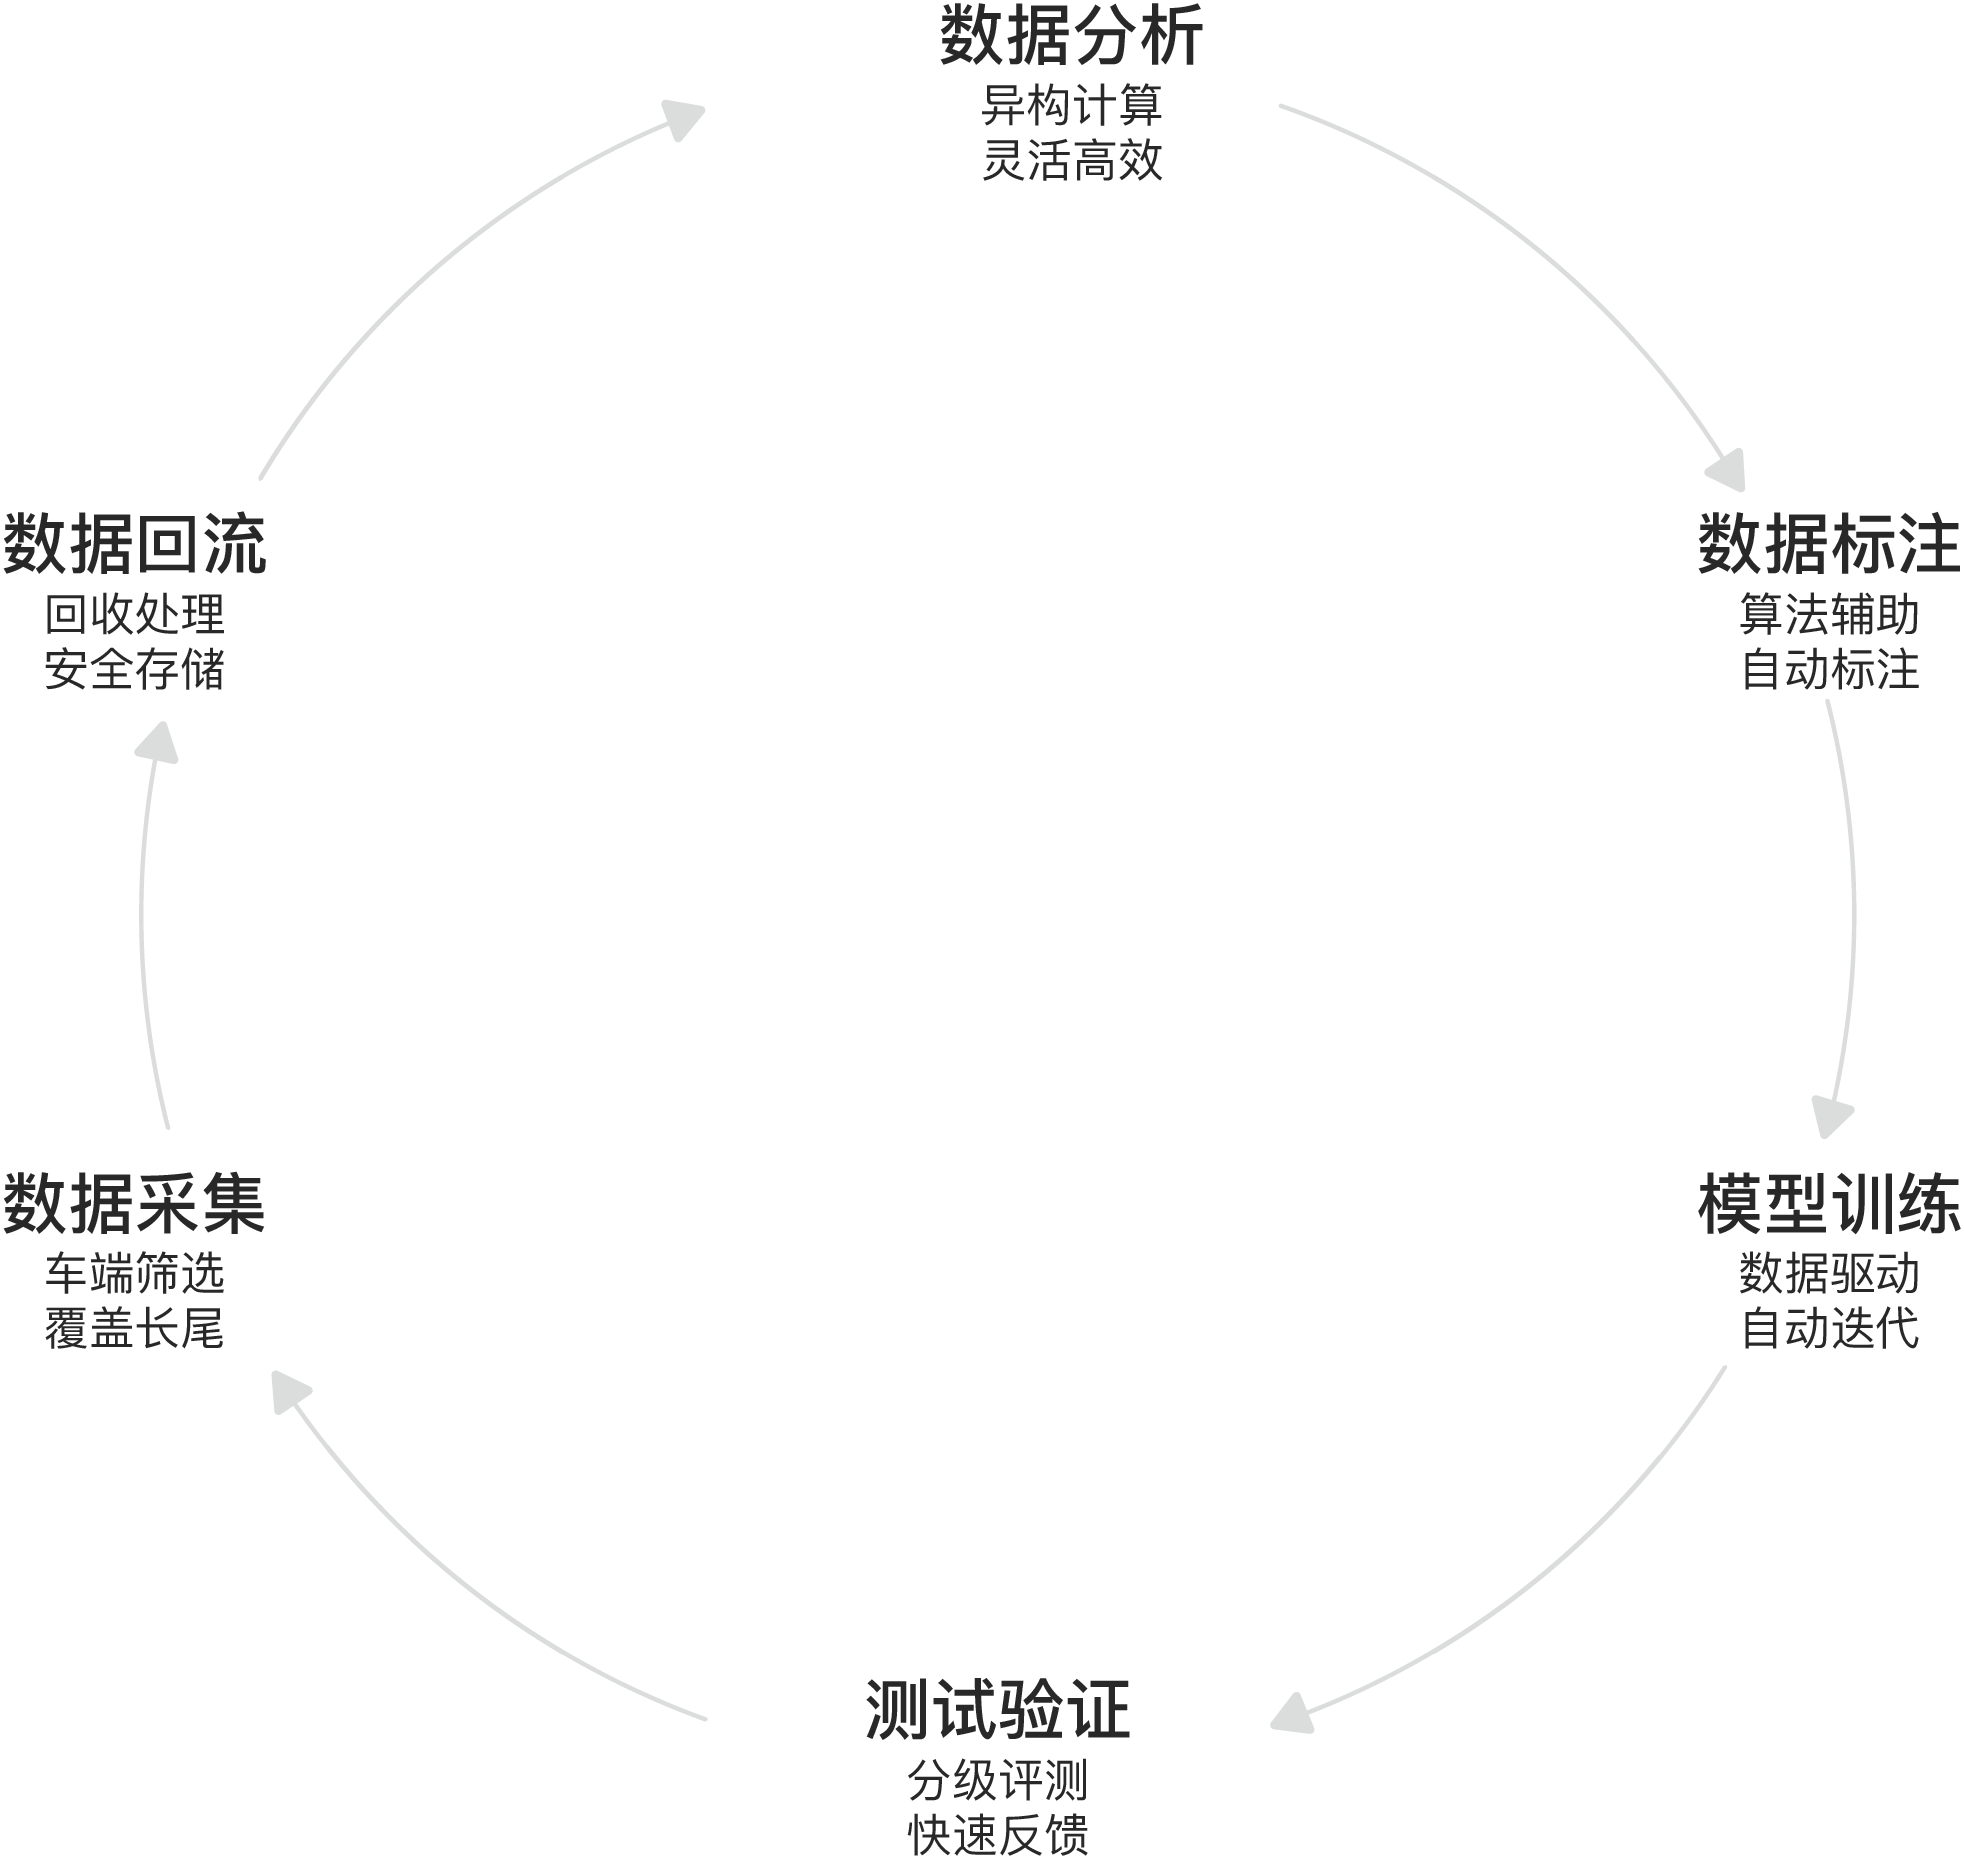 数据分析
异构计算
灵活高效
数据标注
算法辅助
自动标注
模型训练
数据驱动
自动迭代
测试验证
分级评测
快速反馈
数据采集
车端筛选
覆盖长尾
数据回流
回收处理
安全存储